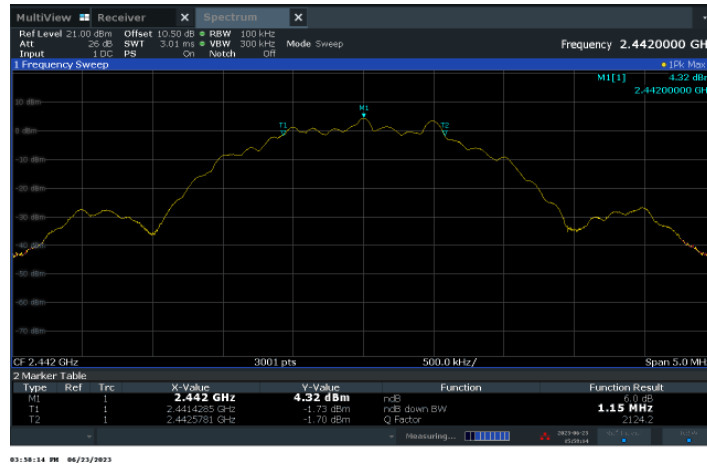 MultiView Receiver X Spectrum X
Ref Level 21.00 dBm Offset 10.50 dB RBW 100 kHz
Att 26 dB SWT 3.01 ms VBW 300 kHz Mode Sweep Frequency 2.4420000 GH
Input 1 DC PS On Notch Off
1 Frequency Sweep 1Pk Max
M1[1] 4.32 dBr
2.44200000 GH
M1
10 dBm
T1 T2
0 dBm
-10 dBm
-20 dBm
-30 dBm
-40 dBm
-50 dBm
-60 dBm
-70 dBm
CF 2.442 GHz 3001 pts 500.0 kHz/ Span 5.0 MH
2 Marker Table
Type Ref Trc X-Value Y-Value Function Function Result
M1 1 2.442 GHz 4.32 dBm ndB 6.0 dB
T1 1 2.4414285 GHz -1.73 dBm ndB down BW 1.15 MHz
T2 1 2.4425781 GHz -1.70 dBm Q Factor 2124.2
Measuring... 2023-06-23
03:58:14 PM 06/23/2023